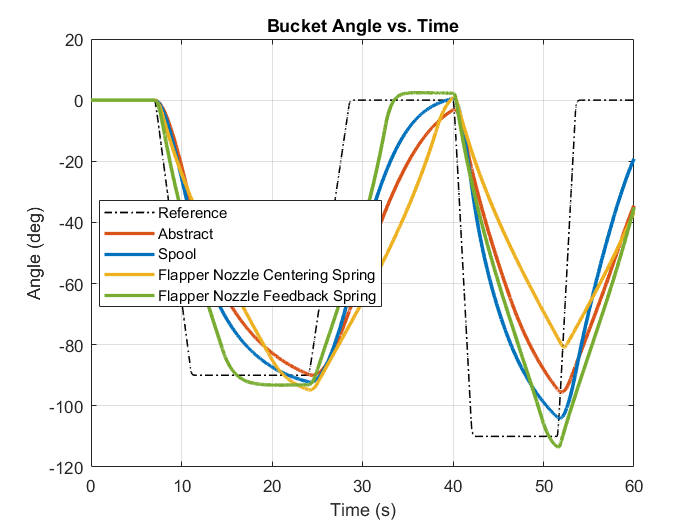 Bucket Angle vs. Time
20
0
-20
-40
-60
-80
-100
-120
Angle (deg)
Reference
Abstract
Spool
Flapper Nozzle Centering Spring
Flapper Nozzle Feedback Spring
0 10 20 30 40 50 60
Time (s)